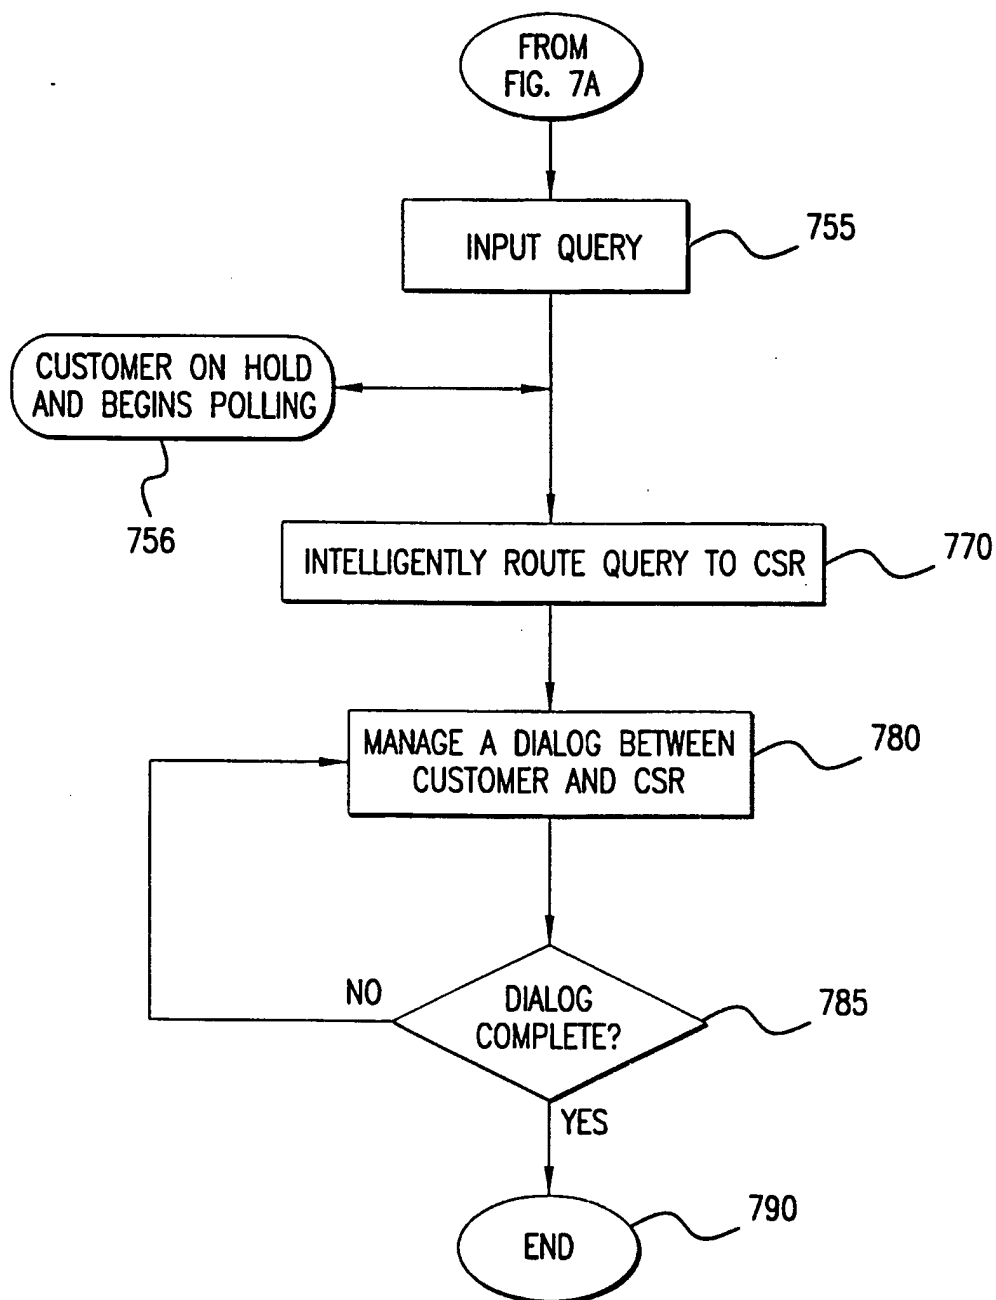 FROM
FIG. 7A
INPUT QUERY
755
CUSTOMER ON HOLD
AND BEGINS POLLING
756
INTELLIGENTLY ROUTE QUERY TO CSR
770
MANAGE A DIALOG BETWEEN
CUSTOMER AND CSR
780
NO
DIALOG
COMPLETE?
785
YES
END
790